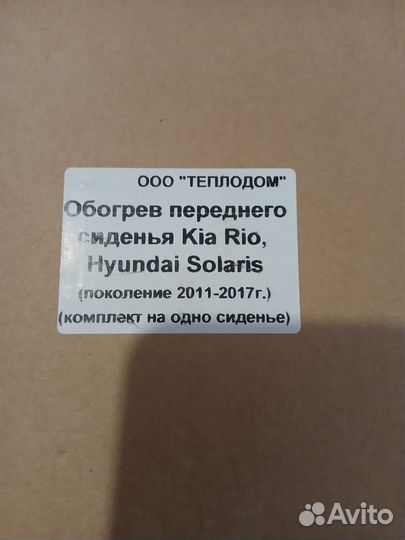 ООО "ТЕПЛОДОМ"
Обогрев переднего
сиденья Kia Rio,
Hyundai Solaris
(поколение 2011-2017г.)
(комплект на одно сиденье)
Avito